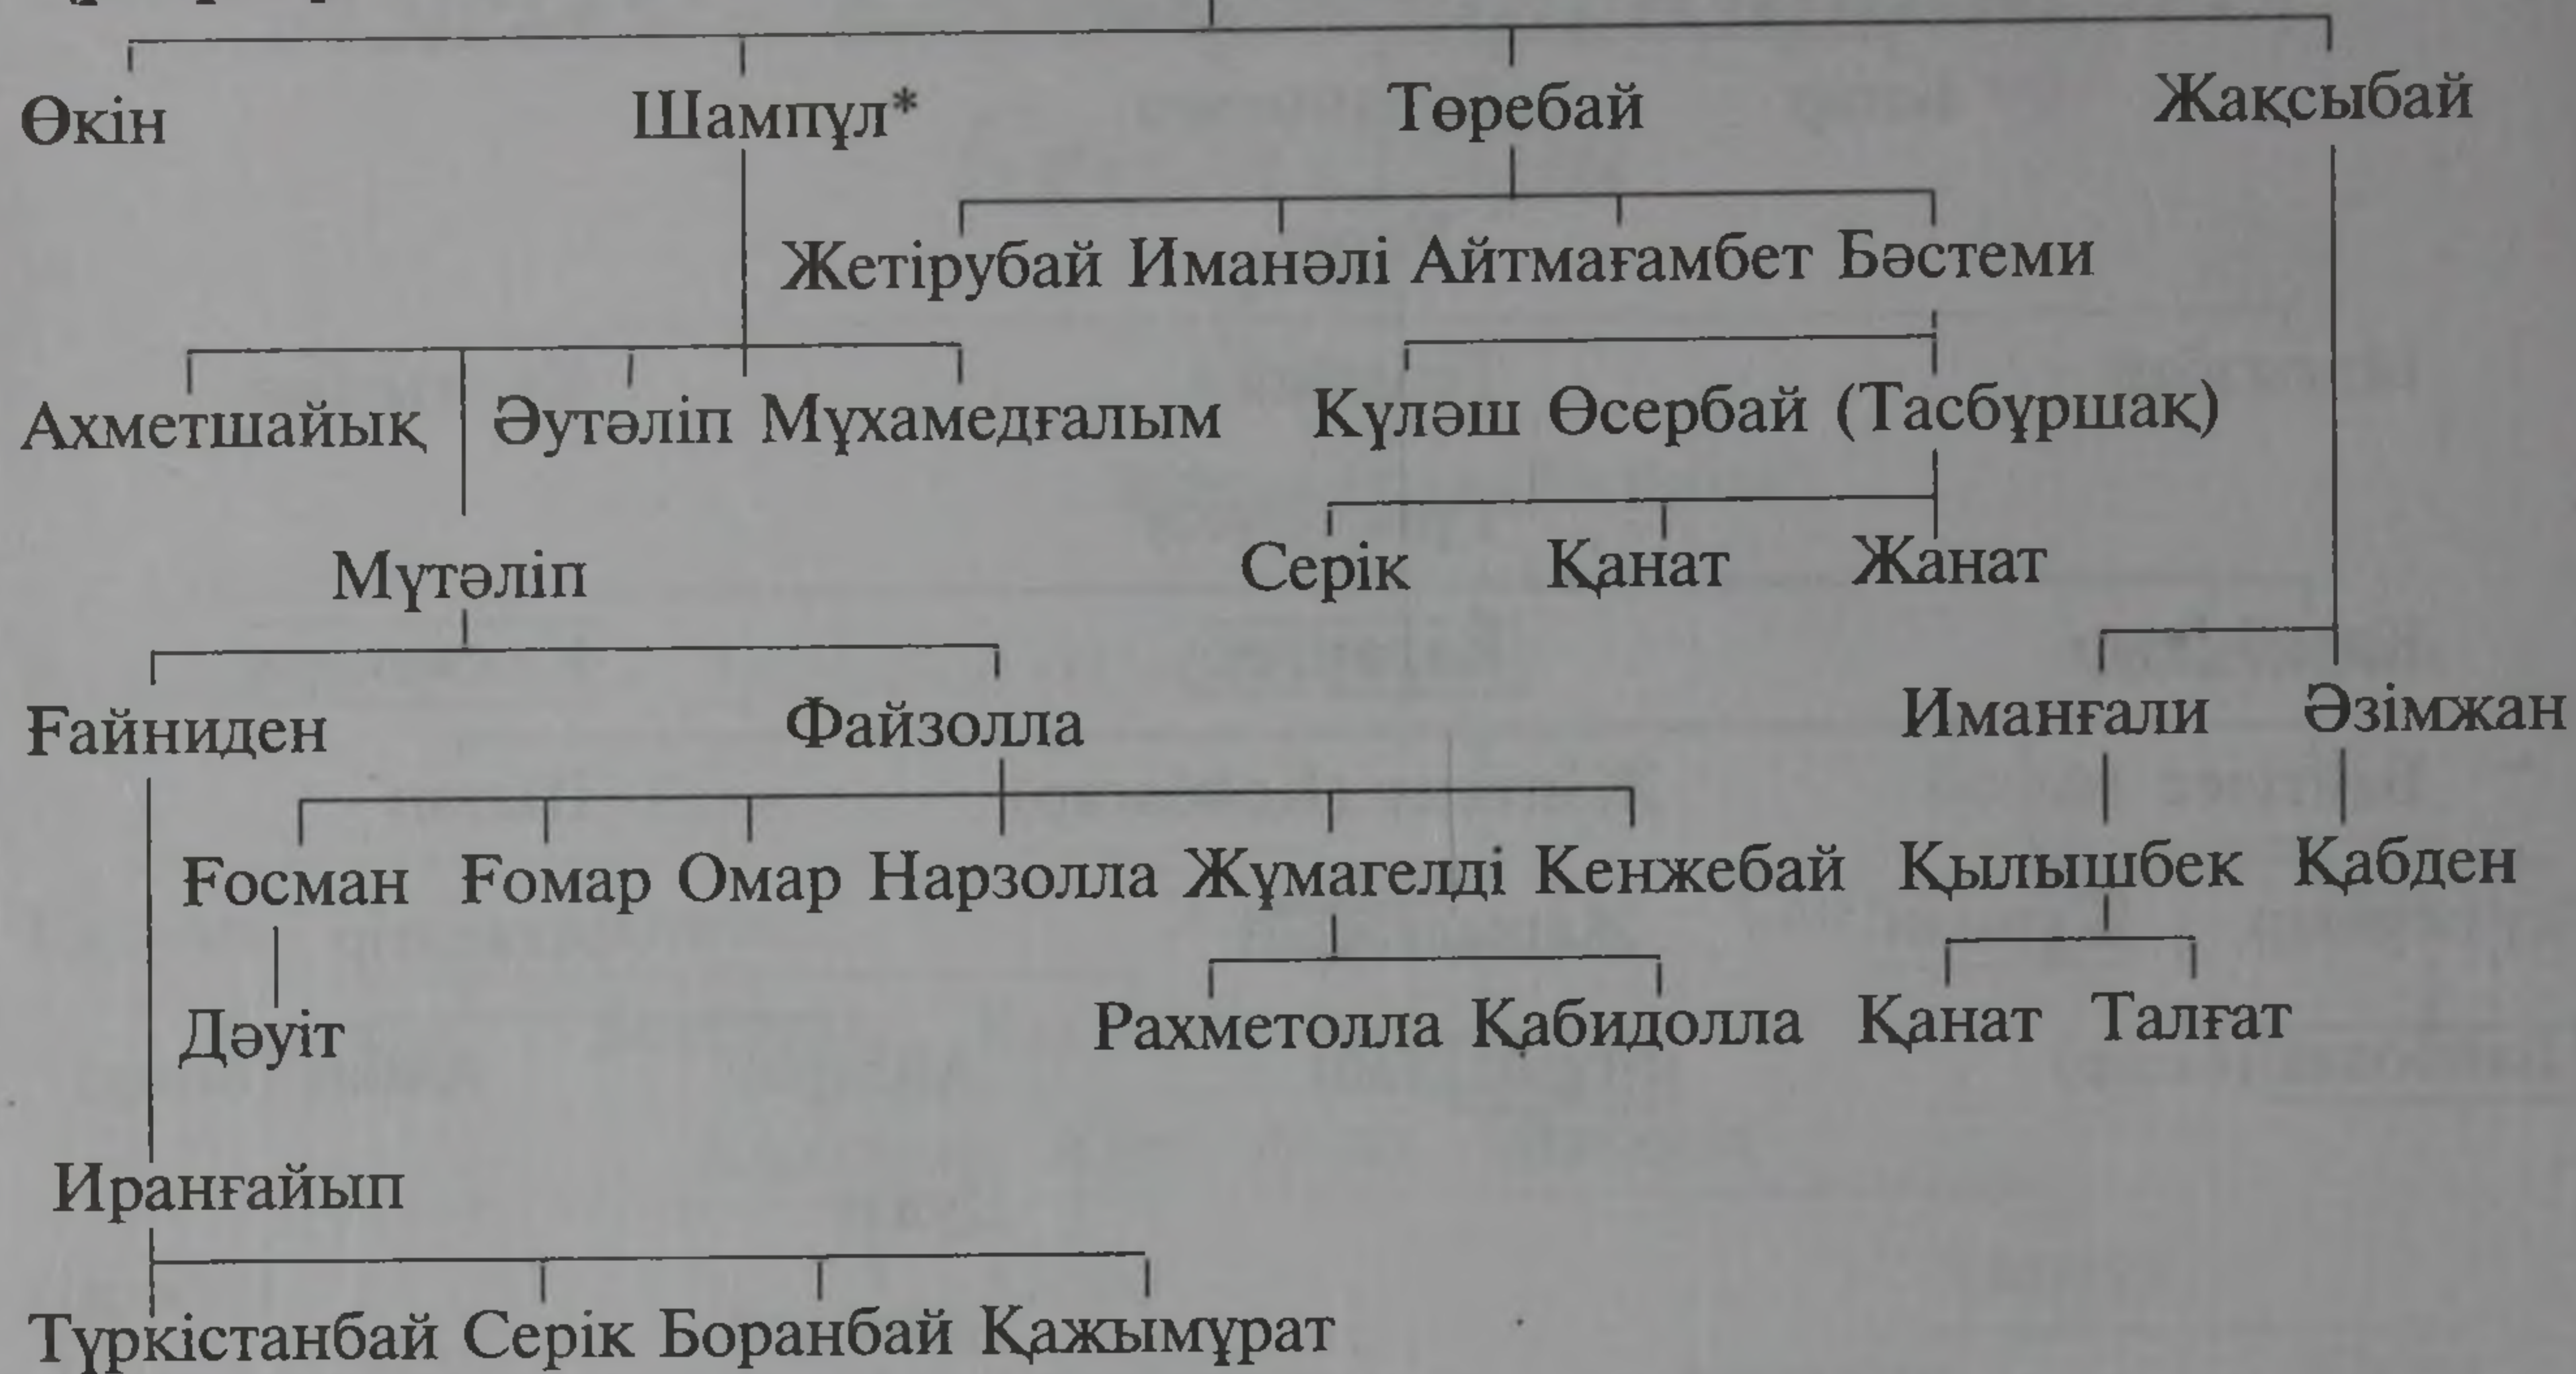 Өкін Шампұл* Төребай Жақсыбай
Жетірубай Иманәлі Айтмағамбет Бәстеми
Ахметшайық Әутәліп Мұхамедғалым Күләш Өсербай (Тасбұршақ)
Мүтәліп Серік Қанат Жанат
Ғайниден Файзолла Иманғали Әзімжан
Ғосман Ғомар Омар Нарзолла Жұмагелді Кенжебай Қылышбек Қабден
Дәуіт Рахметолла Қабидолла Қанат Талғат
Иранғайып
Түркістанбай Серік Боранбай Қажымұрат